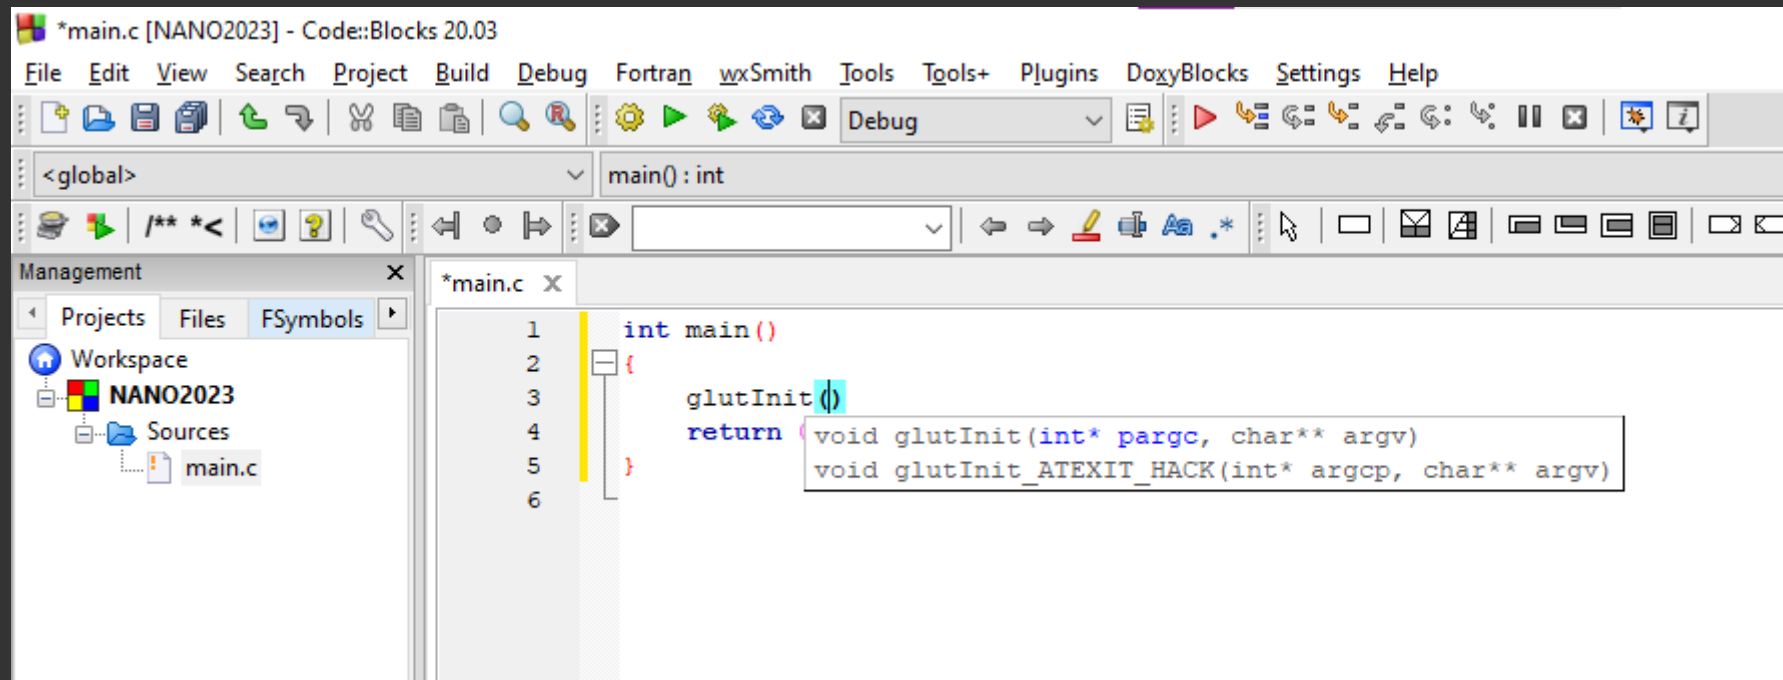 *main.c [NANO2023] - Code::Blocks 20.03
File Edit View Search Project Build Debug Fortran wxSmith Tools Tools+ Plugins DoxyBlocks Settings Help
Debug
<global> main() : int
/** *<
Management
Projects Files FSymbols
*main.c
Workspace
NANO2023
Sources
main.c
1 int main()
2 {
3 glutInit()
4 return (
void glutInit(int* pargc, char** argv)
void glutInit_ATEXIT_HACK(int* argcp, char** argv)
5 }
6